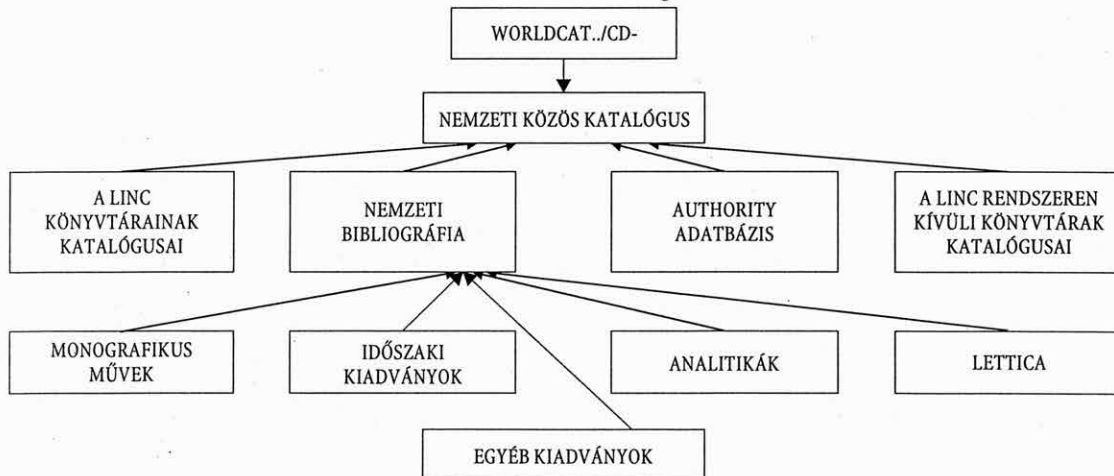 WORLDCAT../CD-
NEMZETI KÖZÖS KATALÓGUS
A LINC
KÖNYVTÁRAINAK
KATALÓGUSAI
NEMZETI
BIBLIOGRÁFIA
AUTHORITY
ADATBÁZIS
A LINC RENDSZEREN
KÍVÜLI KÖNYVTÁRAK
KATALÓGUSAI
MONOGRAFIKUS
MŰVEK
IDŐSZAKI
KIADVÁNYOK
ANALITIKÁK
LETTICA
EGYÉB KIADVÁNYOK